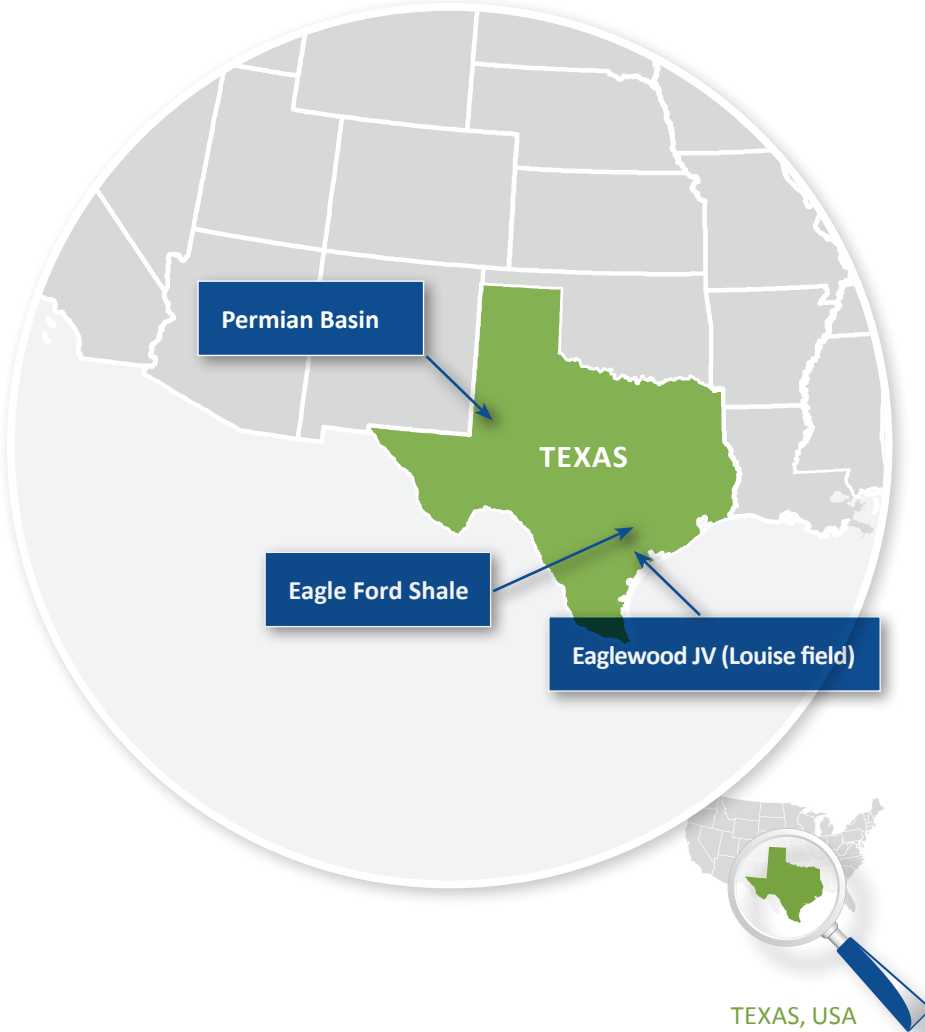 Permian Basin
TEXAS
Eagle Ford Shale
Eaglewood JV (Louise field)
TEXAS, USA